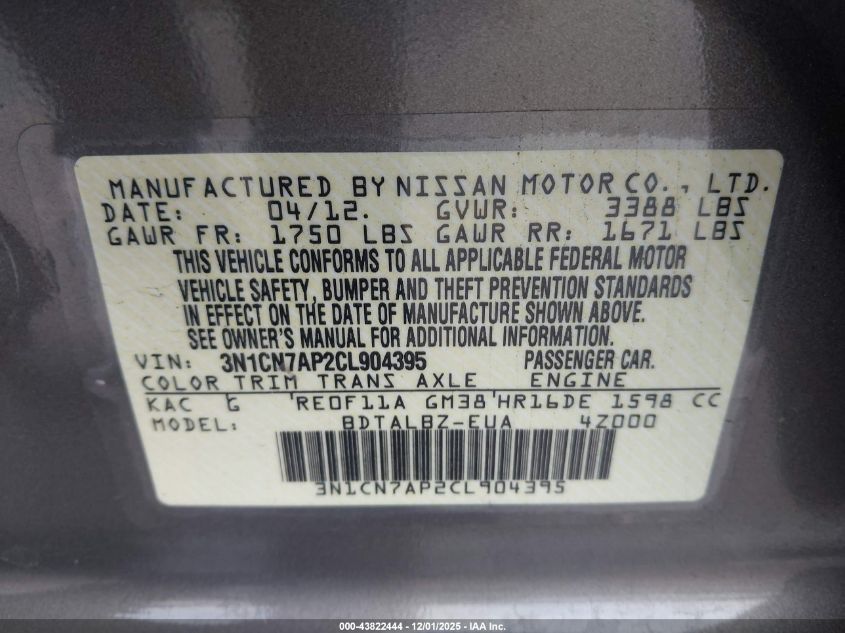 MANUFACTURED BY NISSAN MOTOR CO., LTD.
DATE: 04/12. GVWR: 3388 LBS
GAWR FR: 1750 LBS GAWR RR: 1671 LBS
THIS VEHICLE CONFORMS TO ALL APPLICABLE FEDERAL MOTOR
VEHICLE SAFETY, BUMPER AND THEFT PREVENTION STANDARDS
IN EFFECT ON THE DATE OF MANUFACTURE SHOWN ABOVE.
SEE OWNER'S MANUAL FOR ADDITIONAL INFORMATION.
VIN: 3N1CN7AP2CL904395 PASSENGER CAR.
COLOR TRIM TRANS AXLE ENGINE
KAC G RE0F11A GM38 HR16DE 1598 CC
MODEL: BDTALBZ-EUA 4Z000
3N1CN7AP2CL904395
000-43822444 - 12/01/2025 - IAA Inc.